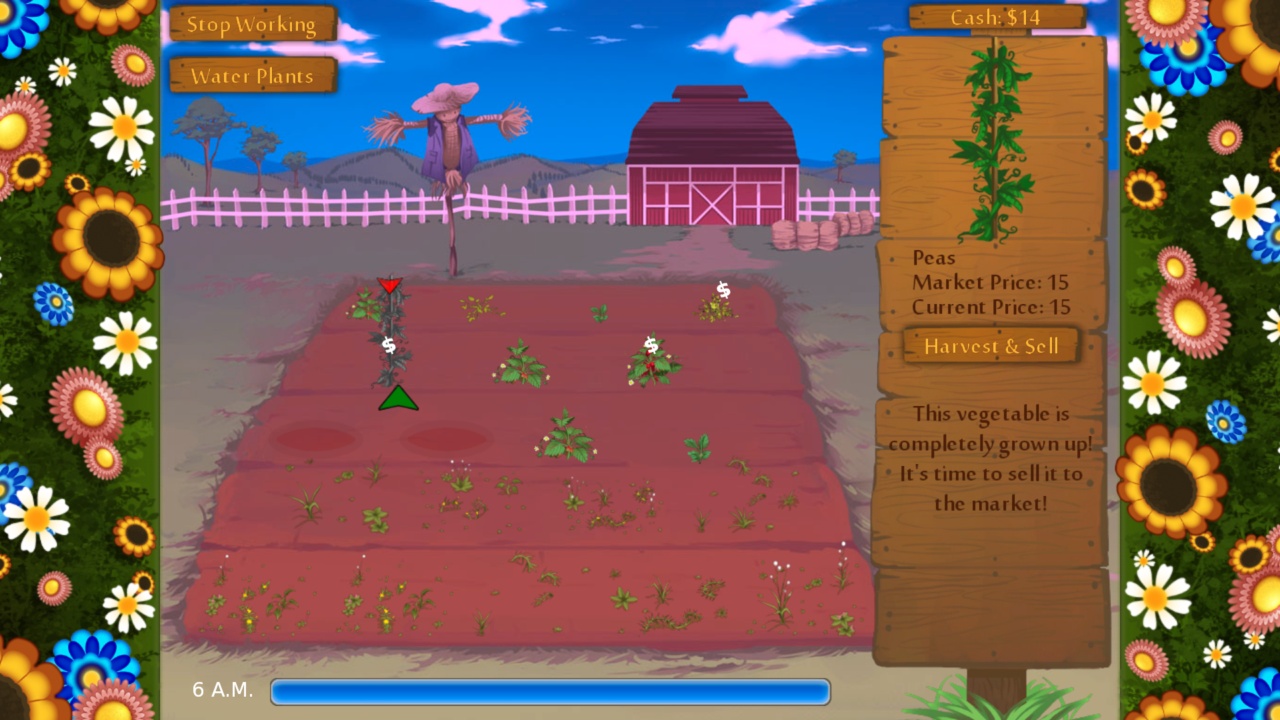 Stop Working
Water Plants
Cash: $14
$
$
$
Peas
Market Price: 15
Current Price: 15
Harvest & Sell
This vegetable is
completely grown up!
It's time to sell it to
the market!
6 A.M.